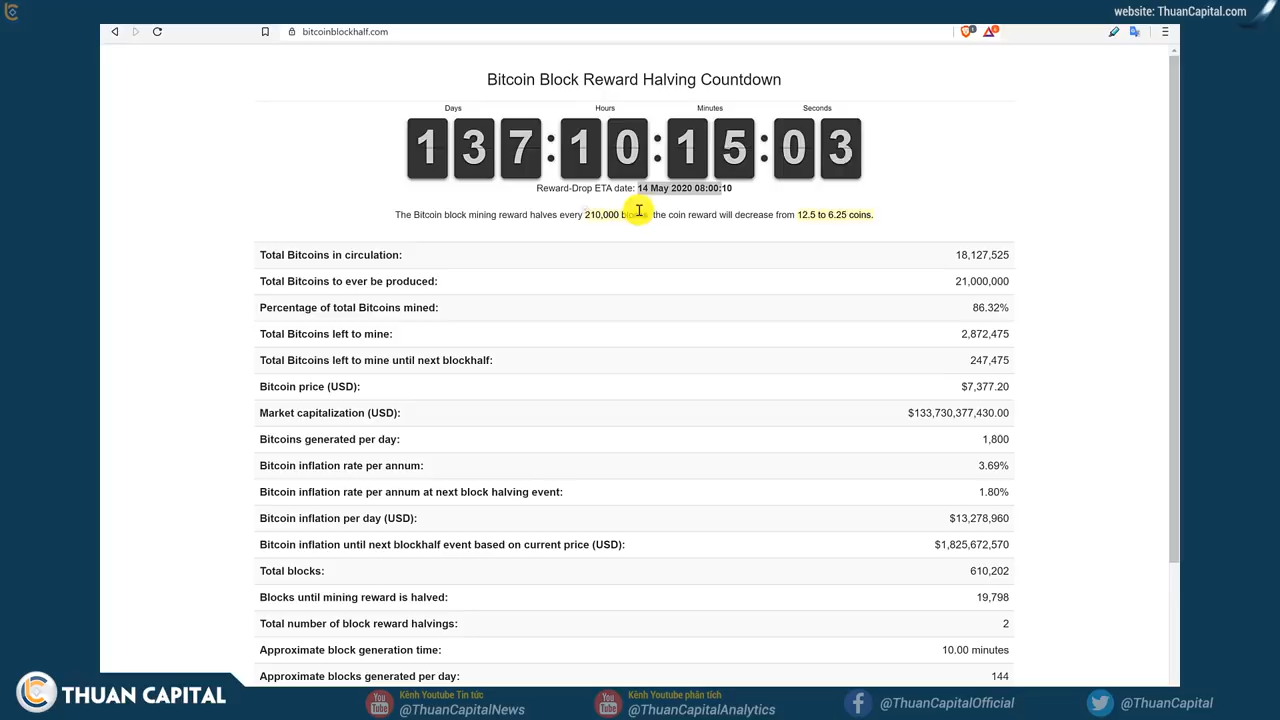 website: ThuanCapital.com
bitcoinblockhalf.com
Bitcoin Block Reward Halving Countdown
Days Hours Minutes Seconds
137:10:15:03
Reward-Drop ETA date: 14 May 2020 08:00:10
The Bitcoin block mining reward halves every 210,000 the coin reward will decrease from 12.5 to 6.25 coins.
Total Bitcoins in circulation: 18,127,525
Total Bitcoins to ever be produced: 21,000,000
Percentage of total Bitcoins mined: 86.32%
Total Bitcoins left to mine: 2,872,475
Total Bitcoins left to mine until next blockhalf: 247,475
Bitcoin price (USD): $7,377.20
Market capitalization (USD): $133,730,377,430.00
Bitcoins generated per day: 1,800
Bitcoin inflation rate per annum: 3.69%
Bitcoin inflation rate per annum at next block halving event: 1.80%
Bitcoin inflation per day (USD): $13,278,960
Bitcoin inflation until next blockhalf event based on current price (USD): $1,825,672,570
Total blocks: 610,202
Blocks until mining reward is halved: 19,798
Total number of block reward halvings: 2
Approximate block generation time: 10.00 minutes
Approximate blocks generated per day: 144
THUAN CAPITAL
You Tube Kênh Youtube Tin tức
@ThuanCapitalNews
You Tube Kênh Youtube phân tích
@ThuanCapitalAnalytics
@ThuanCapitalOfficial
@ThuanCapital